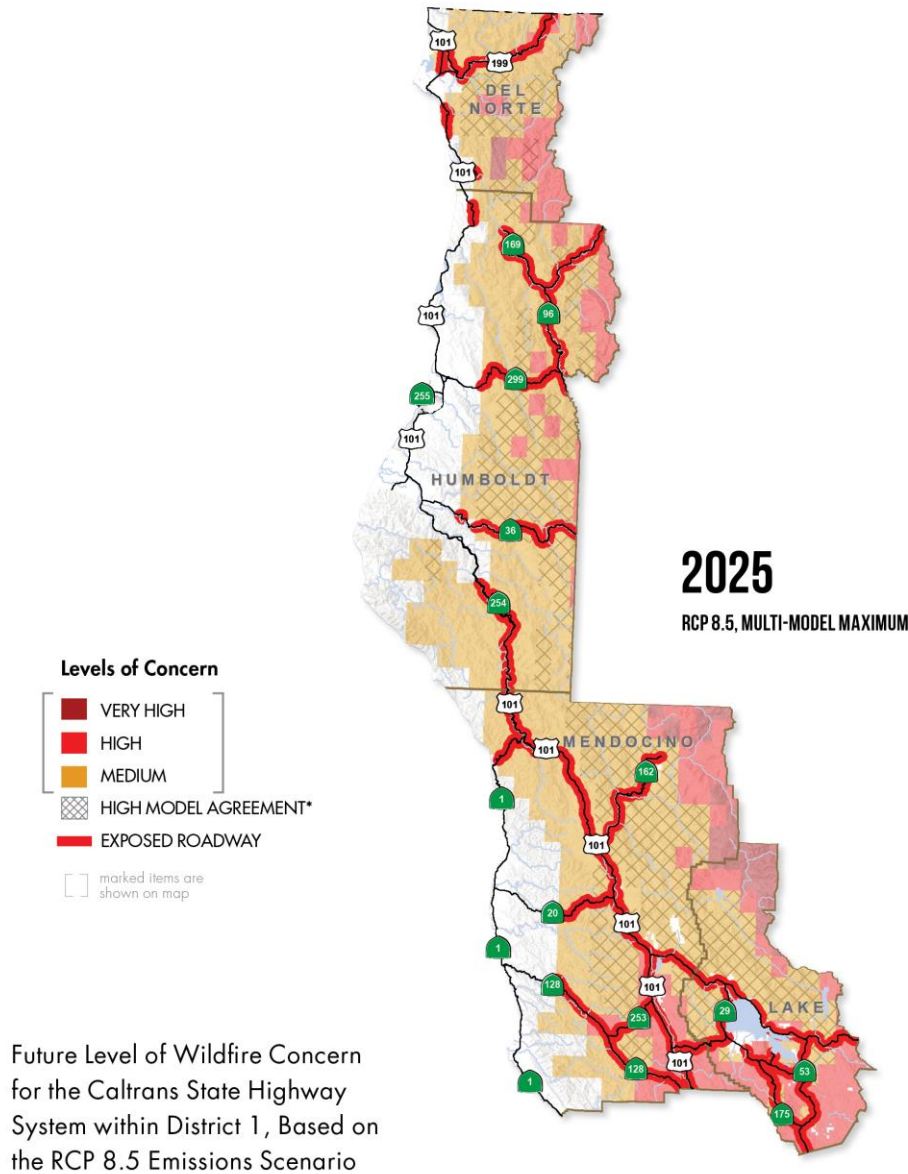 101
199
DEL
NORTE
101
169
101
96
299
255
101
HUMBOLDT
36
2025
RCP 8.5, MULTI-MODEL MAXIMUM
254
Levels of Concern
VERY HIGH
HIGH
MEDIUM
HIGH MODEL AGREEMENT*
EXPOSED ROADWAY
marked items are
shown on map
101
MENDOCINO
101
162
1
101
20
101
1
128
101
29
LAKE
253
101
53
128
1
175
Future Level of Wildfire Concern
for the Caltrans State Highway
System within District 1, Based on
the RCP 8.5 Emissions Scenario